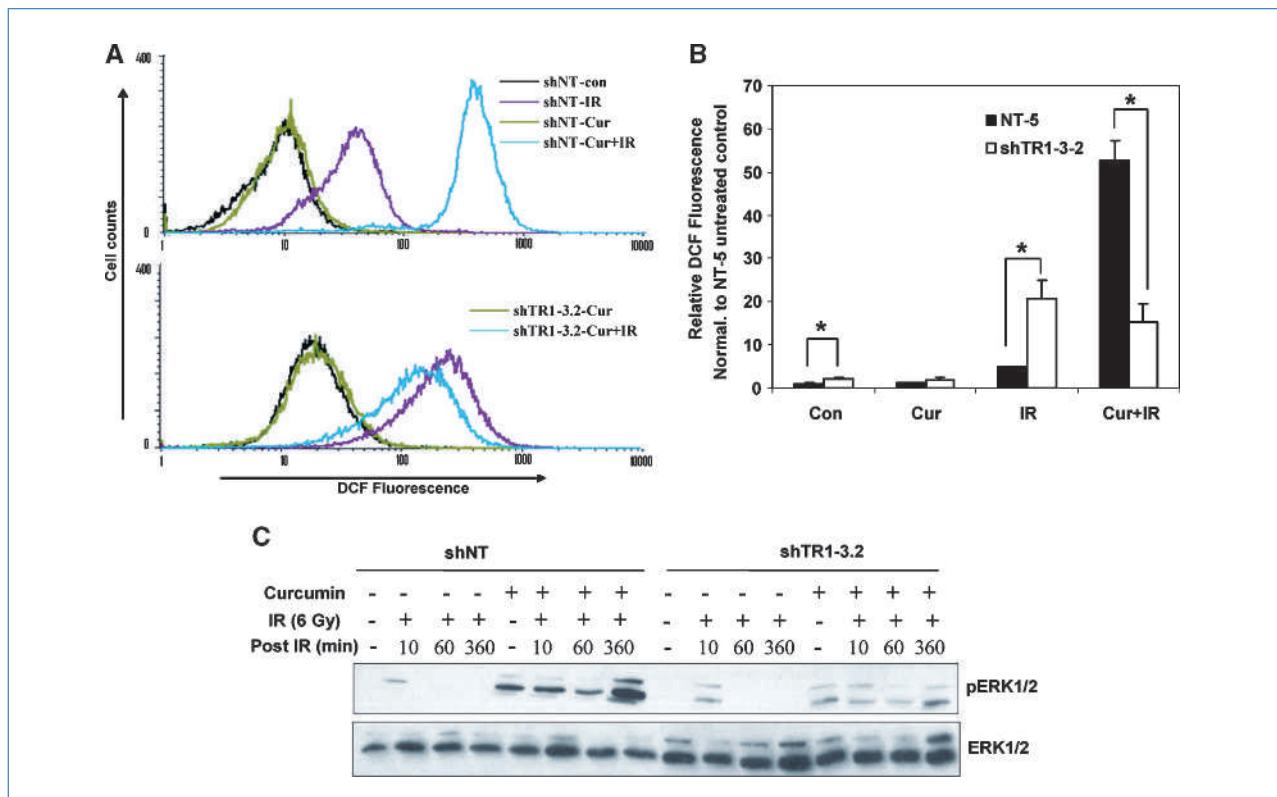 A
400
0
1 10 100 1000 10000
shNT-con
shNT-IR
shNT-Cur
shNT-Cur+IR
Cell counts
400
0
1 10 100 1000 10000
shTR1-3.2-Cur
shTR1-3.2-Cur+IR
DCF Fluorescence
B
Relative DCF Fluorescence
Normal. to NT-5 untreated control
70
60
50
40
30
20
10
0
NT-5
shTR1-3-2
* * * 
Con Cur IR Cur+IR
C
shNT shTR1-3.2
Curcumin - - - - + + + + - - - - + + + +
IR (6 Gy) - + + + - + + + - + + + - + + +
Post IR (min) - 10 60 360 - 10 60 360 - 10 60 360 - 10 60 360
pERK1/2
ERK1/2